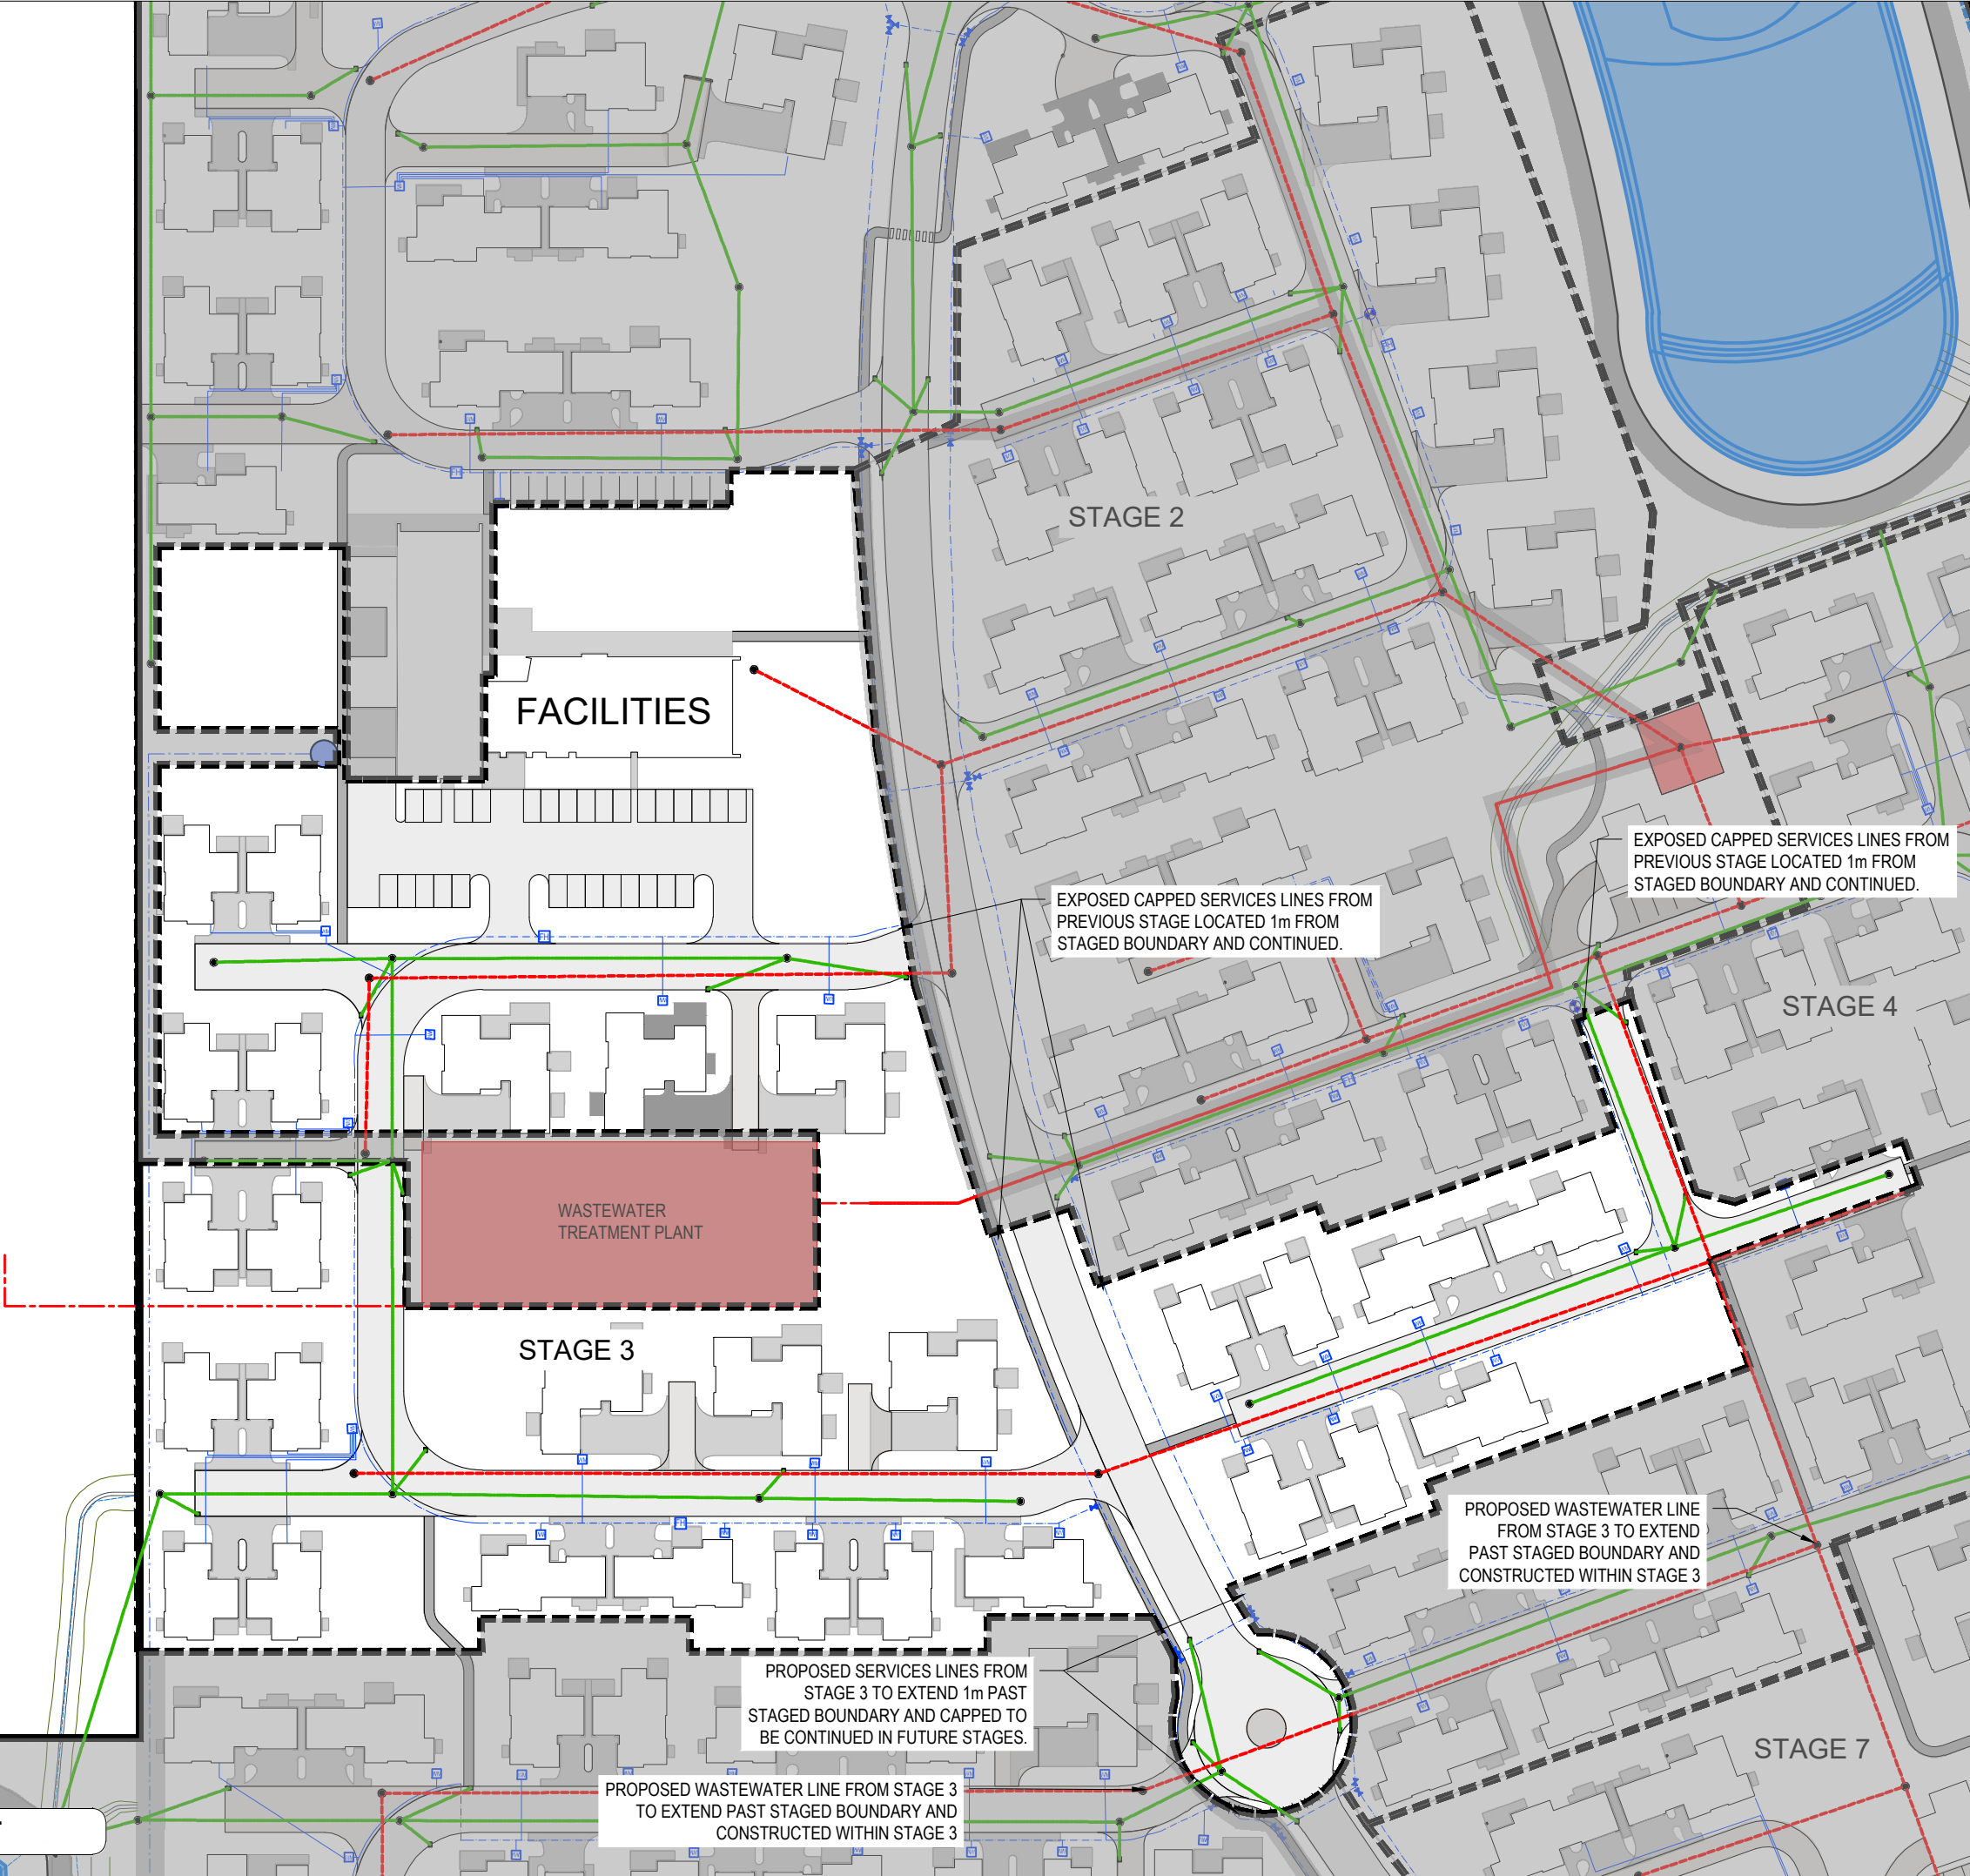 STAGE 2
FACILITIES
EXPOSED CAPPED SERVICES LINES FROM
PREVIOUS STAGE LOCATED 1m FROM
STAGED BOUNDARY AND CONTINUED.
EXPOSED CAPPED SERVICES LINES FROM
PREVIOUS STAGE LOCATED 1m FROM
STAGED BOUNDARY AND CONTINUED.
STAGE 4
WASTEWATER
TREATMENT PLANT
STAGE 3
PROPOSED WASTEWATER LINE
FROM STAGE 3 TO EXTEND
PAST STAGED BOUNDARY AND
CONSTRUCTED WITHIN STAGE 3
PROPOSED SERVICES LINES FROM
STAGE 3 TO EXTEND 1m PAST
STAGED BOUNDARY AND CAPPED TO
BE CONTINUED IN FUTURE STAGES.
STAGE 7
PROPOSED WASTEWATER LINE FROM STAGE 3
TO EXTEND PAST STAGED BOUNDARY AND
CONSTRUCTED WITHIN STAGE 3